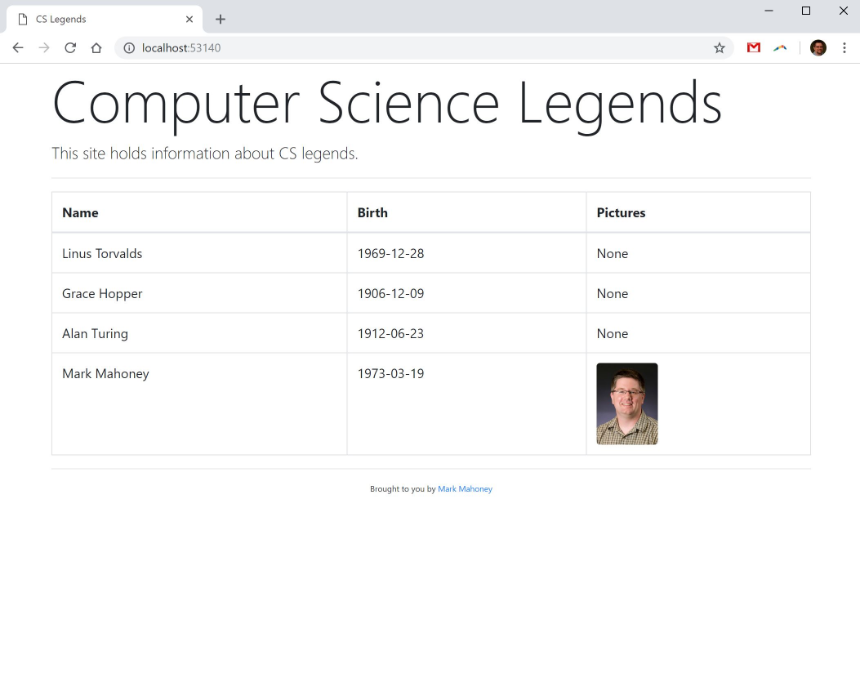 CS Legends
localhost:53140
Computer Science Legends
This site holds information about CS legends.
Name Birth Pictures
Linus Torvalds 1969-12-28 None
Grace Hopper 1906-12-09 None
Alan Turing 1912-06-23 None
Mark Mahoney 1973-03-19
Brought to you by Mark Mahoney